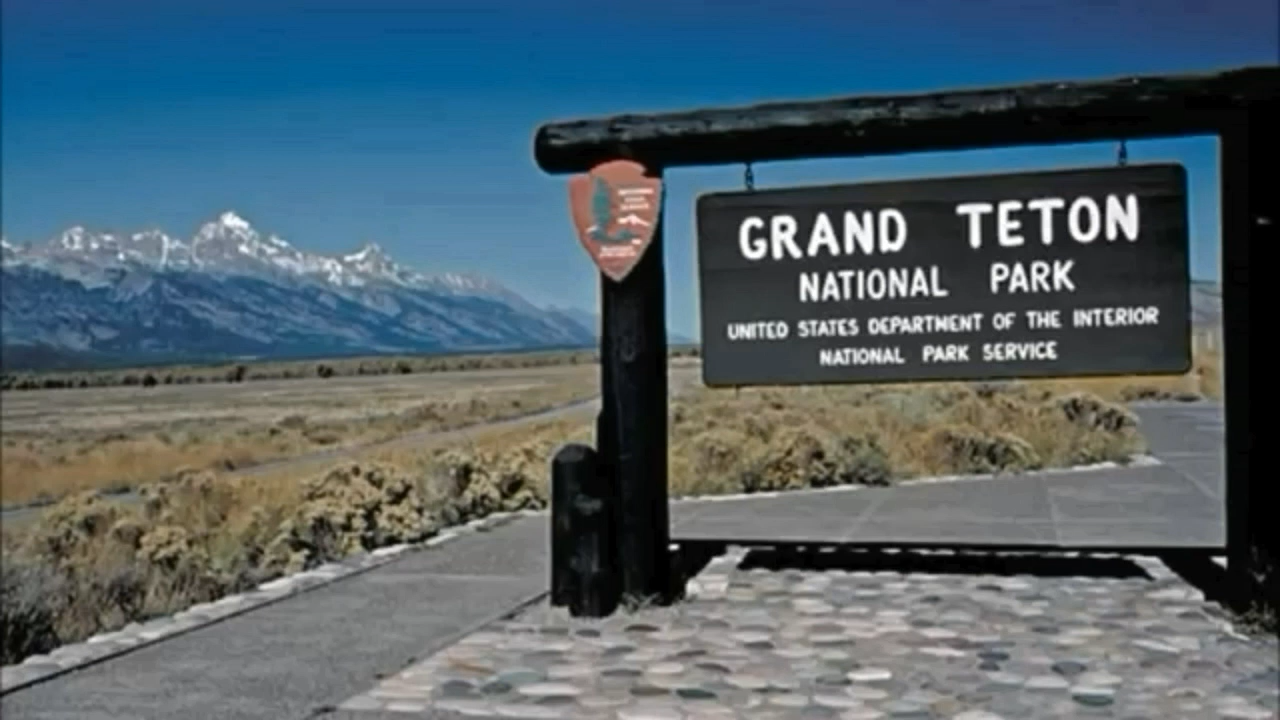 GRAND TETON
NATIONAL PARK
UNITED STATES DEPARTMENT OF THE INTERIOR
NATIONAL PARK SERVICE